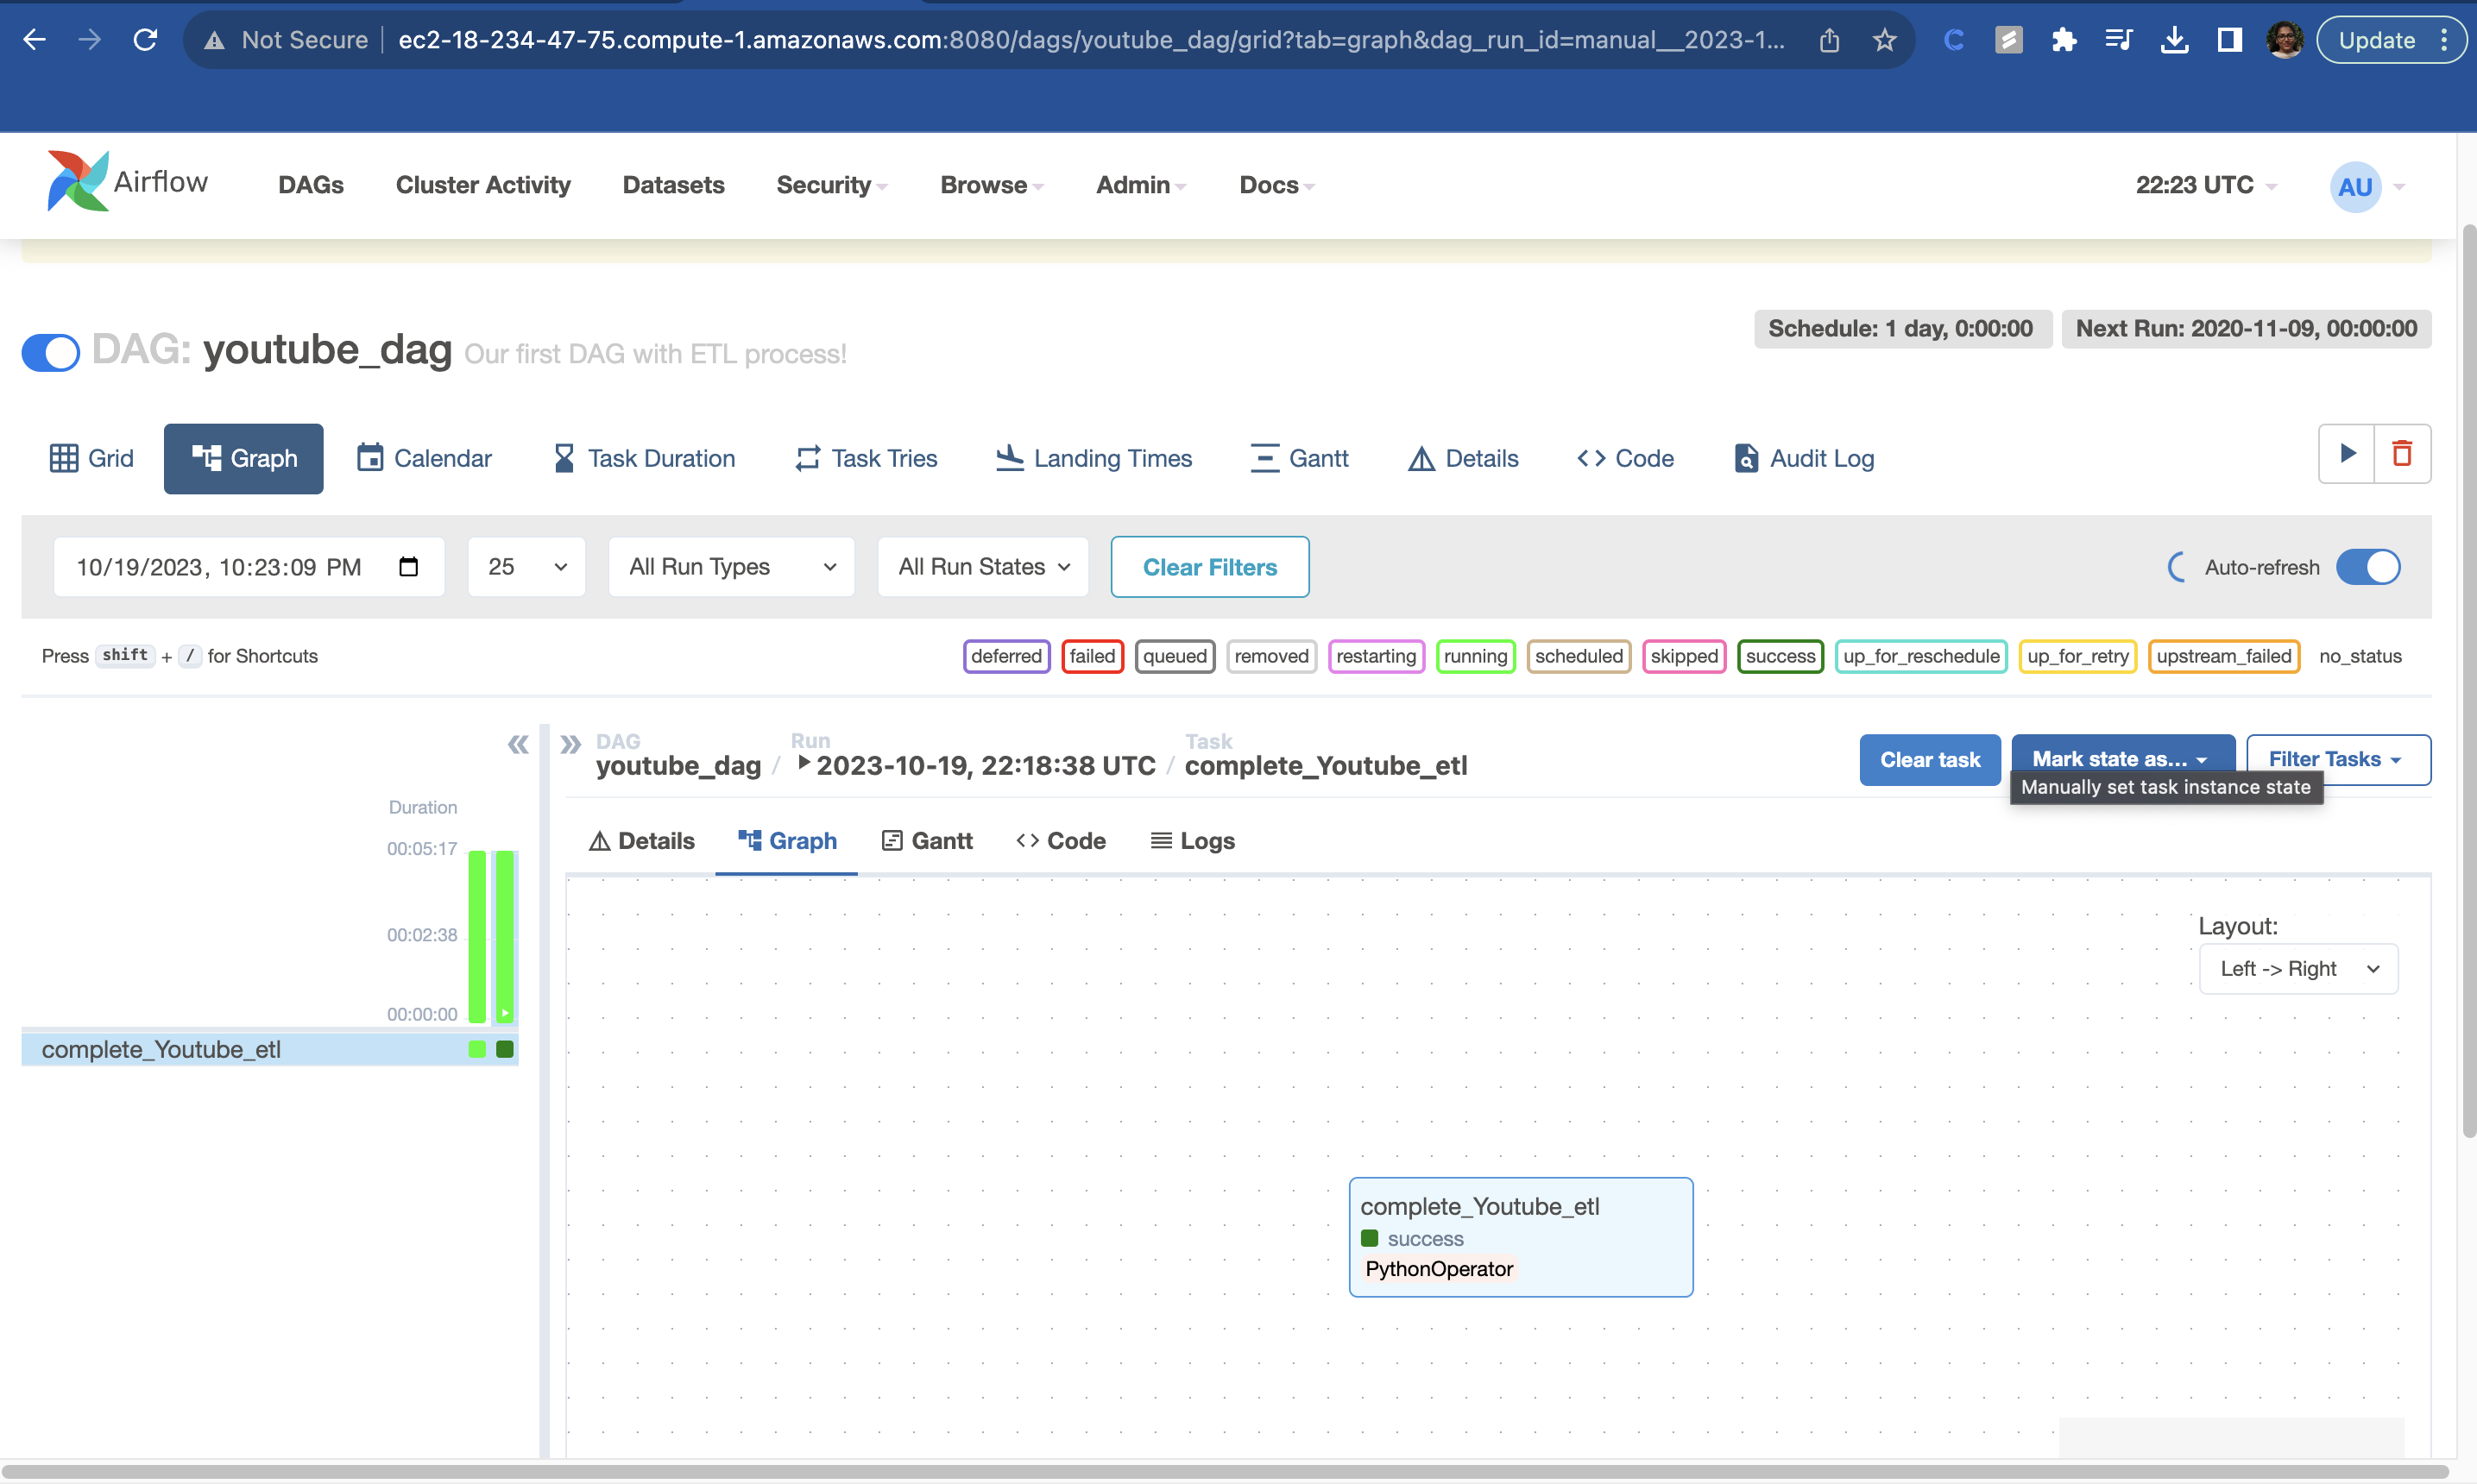 Not Secure ec2-18-234-47-75.compute-1.amazonaws.com:8080/dags/youtube_dag/grid?tab=graph&dag_run_id=manual__2023-1... Update
Airflow DAGs Cluster Activity Datasets Security Browse Admin Docs 22:23 UTC AU
Schedule: 1 day, 0:00:00 Next Run: 2020-11-09, 00:00:00
DAG: youtube_dag Our first DAG with ETL process!
Grid Graph Calendar Task Duration Task Tries Landing Times Gantt Details Code Audit Log
10/19/2023, 10:23:09 PM 25 All Run Types All Run States Clear Filters Auto-refresh
Press shift + / for Shortcuts deferred failed queued removed restarting running scheduled skipped success up_for_reschedule up_for_retry upstream_failed no_status
DAG Run Task
youtube_dag / 2023-10-19, 22:18:38 UTC / complete_Youtube_etl
Clear task Mark state as... Filter Tasks
Manually set task instance state
Duration
00:05:17
00:02:38
00:00:00
complete_Youtube_etl
Details Graph Gantt Code Logs
Layout:
Left -> Right
complete_Youtube_etl
success
PythonOperator